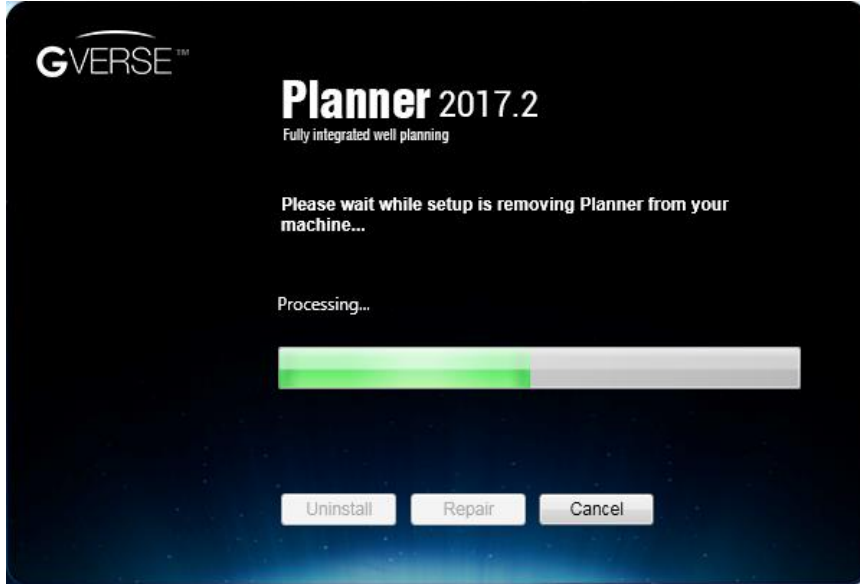 GVERSE™
Planner 2017.2
Fully integrated well planning
Please wait while setup is removing Planner from your
machine...
Processing...
Uninstall Repair Cancel